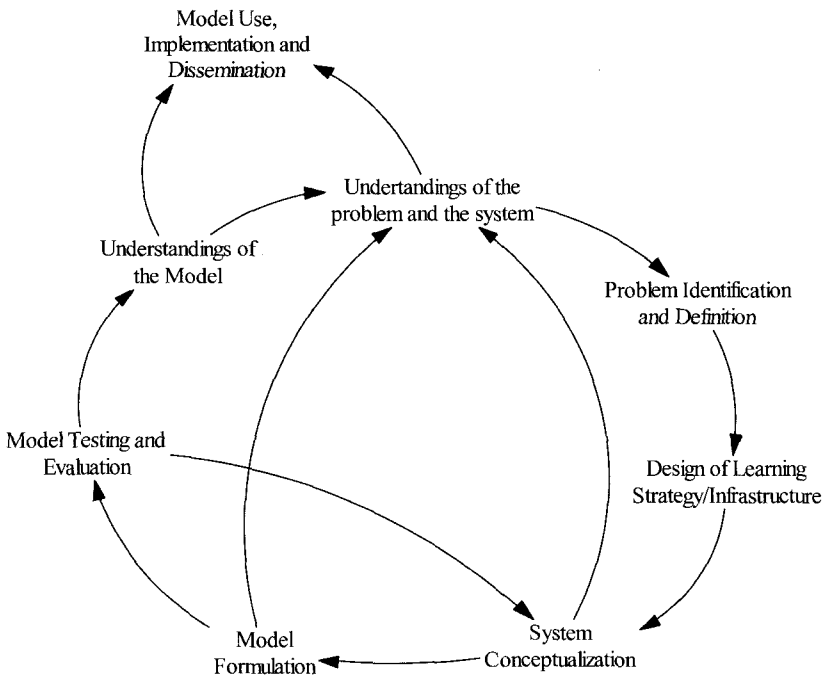 Model Use,
Implementation and
Dissemination
Undertandings of the
problem and the system
Understandings of
the Model
Problem Identification
and Definition
Model Testing and
Evaluation
Design of Learning
Strategy/Infrastructure
System
Conceptualization
Model
Formulation